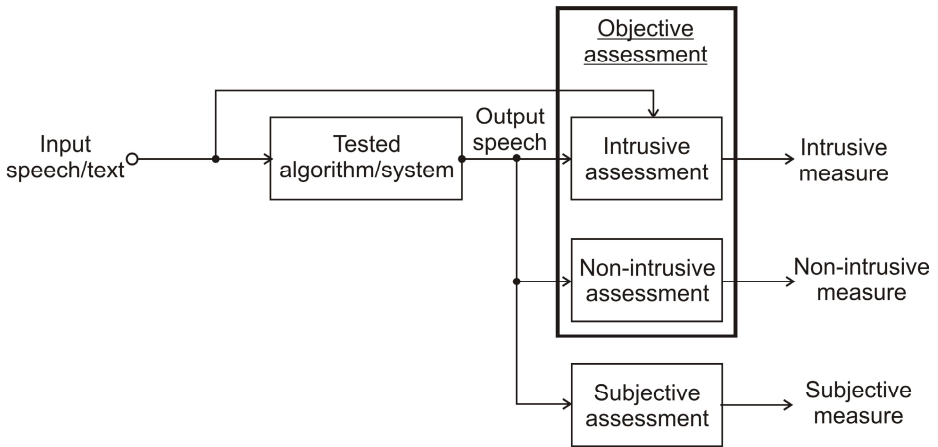 Objective
assessment
Input
speech/text
Tested
algorithm/system
Output
speech
Intrusive
assessment
Intrusive
measure
Non-intrusive
assessment
Non-intrusive
measure
Subjective
assessment
Subjective
measure